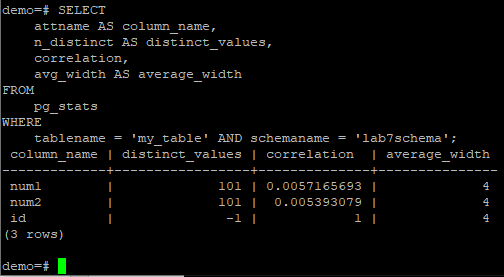 demo=# SELECT
    attname AS column_name,
    n_distinct AS distinct_values,
    correlation,
    avg_width AS average_width
FROM
    pg_stats
WHERE
    tablename = 'my_table' AND schemaname = 'lab7schema';
 column_name | distinct_values | correlation  | average_width
-------------+-----------------+--------------+---------------
 num1        |             101 | 0.0057165693 |             4
 num2        |             101 |  0.005393079 |             4
 id          |              -1 |            1 |             4
(3 rows)
demo=#